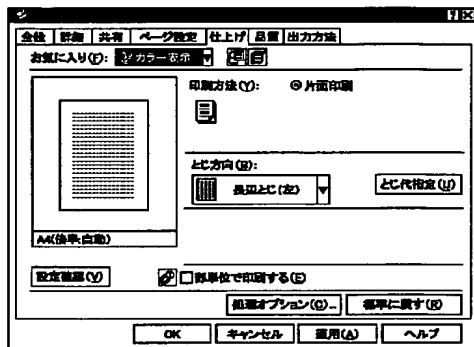 全般 詳細 共有 ページ設定 仕上げ 品質 出力方法
お気に入り(F): カラー表示
印刷方法(Y): 片面印刷
とじ方向(B):
長辺とじ(左) とじ代指定(U)
A4(倍率:自動)
設定確認(V) 部単位で印刷する(E)
処理オプション(G)... 標準に戻す(R)
OK キャンセル 適用(A) ヘルプ